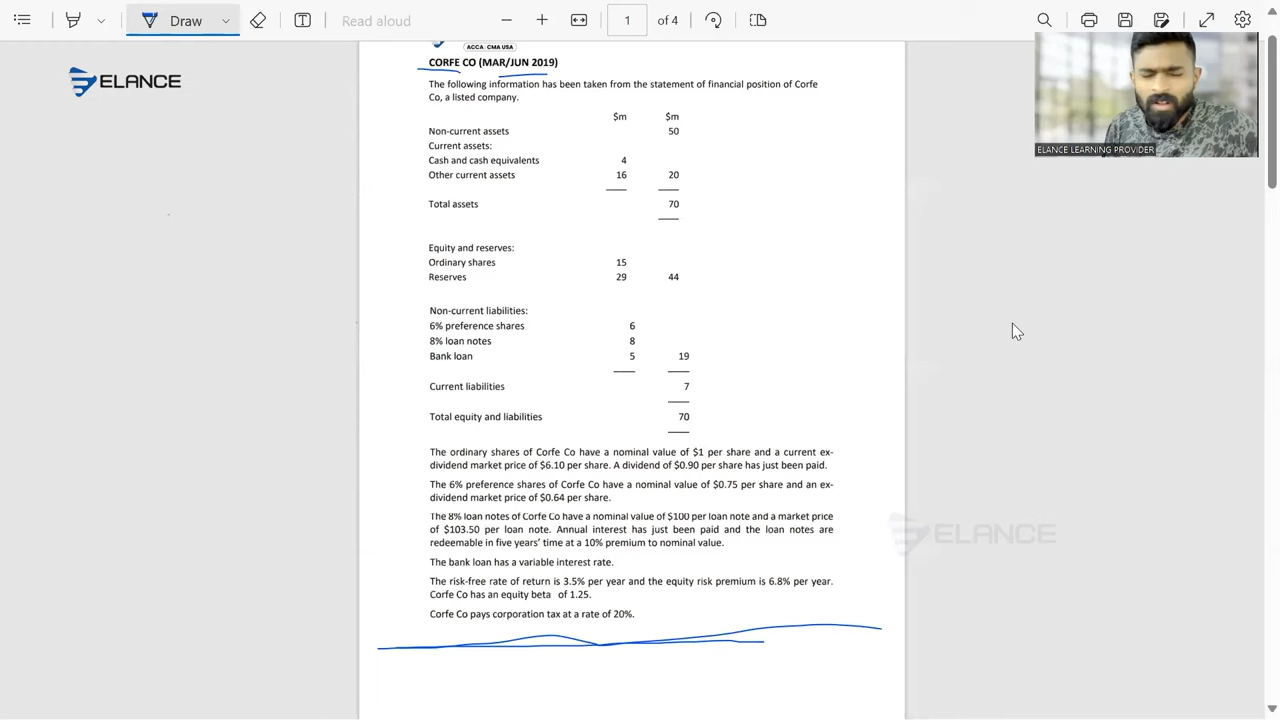 Draw
Read aloud
1
of 4
ELANCE
ACCA CMA USA
CORFE CO (MAR/JUN 2019)
The following information has been taken from the statement of financial position of Corfe
Co, a listed company.
$m $m
Non-current assets 50
Current assets:
Cash and cash equivalents 4
Other current assets 16 20
Total assets 70
Equity and reserves:
Ordinary shares 15
Reserves 29 44
Non-current liabilities:
6% preference shares 6
8% loan notes 8
Bank loan 5 19
Current liabilities 7
Total equity and liabilities 70
The ordinary shares of Corfe Co have a nominal value of $1 per share and a current ex-
dividend market price of $6.10 per share. A dividend of $0.90 per share has just been paid.
The 6% preference shares of Corfe Co have a nominal value of $0.75 per share and an ex-
dividend market price of $0.64 per share.
The 8% loan notes of Corfe Co have a nominal value of $100 per loan note and a market price
of $103.50 per loan note. Annual interest has just been paid and the loan notes are
redeemable in five years' time at a 10% premium to nominal value.
The bank loan has a variable interest rate.
The risk-free rate of return is 3.5% per year and the equity risk premium is 6.8% per year.
Corfe Co has an equity beta of 1.25.
Corfe Co pays corporation tax at a rate of 20%.
ELANCE LEARNING PROVIDER
ELANCE